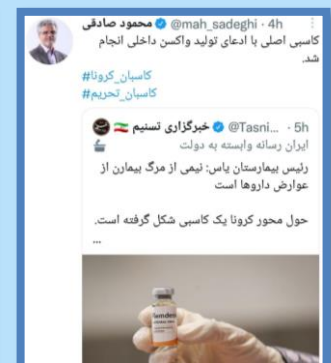 محمود صادقی @mah_sadeghi · 4h
کاسبی اصلی با ادعای تولید واکسن داخلی انجام
شد.
#کاسبان_کرونا
#کاسبان_تحریم
خبرگزاری تسنیم @Tasni... · 5h
ایران رسانه وابسته به دولت
رئیس بیمارستان یاس: نیمی از مرگ بیمارن از
عوارض داروها است
حول محور کرونا یک کاسبی شکل گرفته است.
...